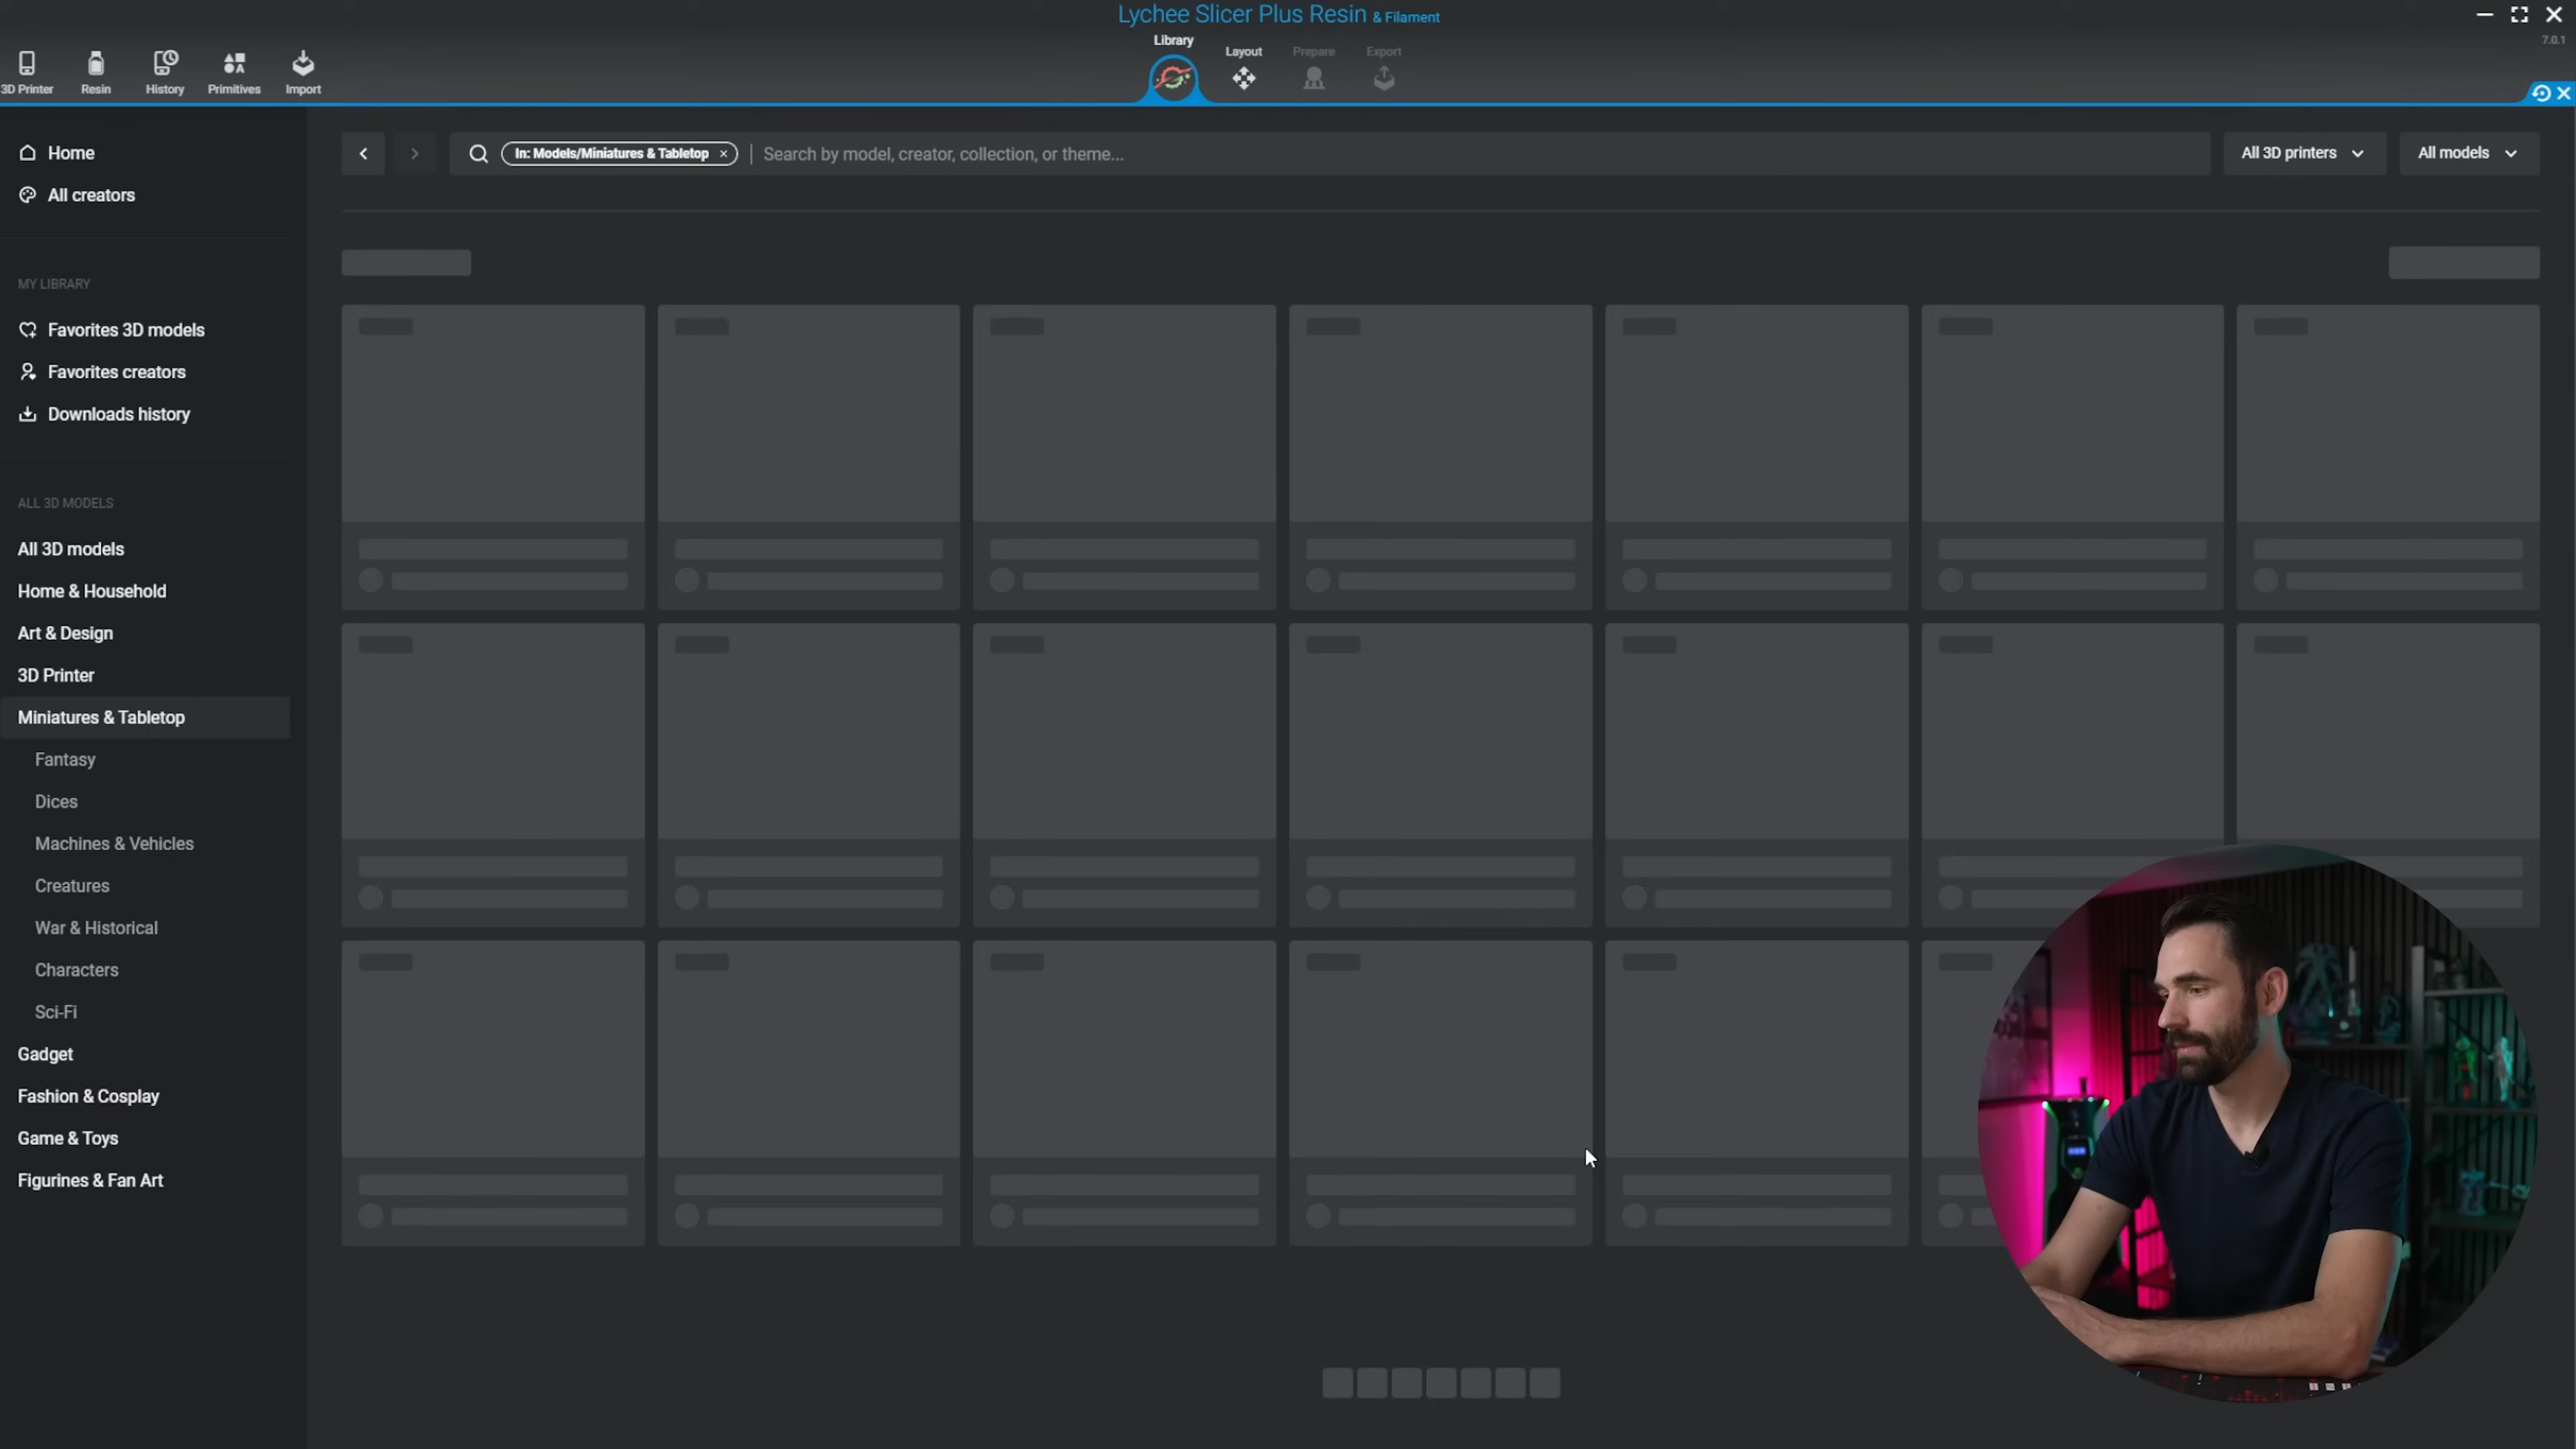 Lychee Slicer Plus Resin & Filament
7.0.1
3D Printer
Resin
History
Primitives
Import
Library
Layout
Prepare
Export
Home
All creators
MY LIBRARY
Favorites 3D models
Favorites creators
Downloads history
ALL 3D MODELS
All 3D models
Home & Household
Art & Design
3D Printer
Miniatures & Tabletop
Fantasy
Dices
Machines & Vehicles
Creatures
War & Historical
Characters
Sci-Fi
Gadget
Fashion & Cosplay
Game & Toys
Figurines & Fan Art
In: Models/Miniatures & Tabletop ×
Search by model, creator, collection, or theme...
All 3D printers
All models